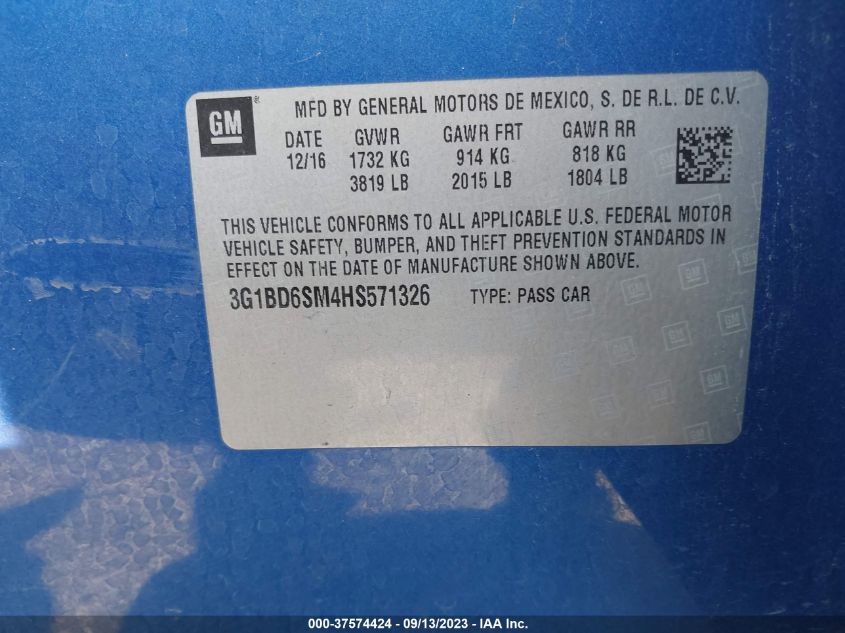 GM ® MFD BY GENERAL MOTORS DE MEXICO, S. DE R.L. DE C.V.
DATE GVWR GAWR FRT GAWR RR
12/16 1732 KG 914 KG 818 KG
3819 LB 2015 LB 1804 LB
THIS VEHICLE CONFORMS TO ALL APPLICABLE U.S. FEDERAL MOTOR
VEHICLE SAFETY, BUMPER, AND THEFT PREVENTION STANDARDS IN
EFFECT ON THE DATE OF MANUFACTURE SHOWN ABOVE.
3G1BD6SM4HS571326 TYPE: PASS CAR
000-37574424 - 09/13/2023 - IAA Inc.